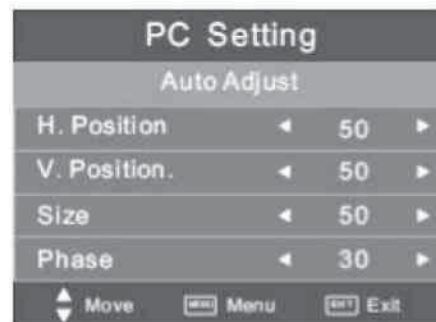 PC Setting
Auto Adjust
H. Position 50
V. Position. 50
Size 50
Phase 30
Move MENU Menu EXIT Exit